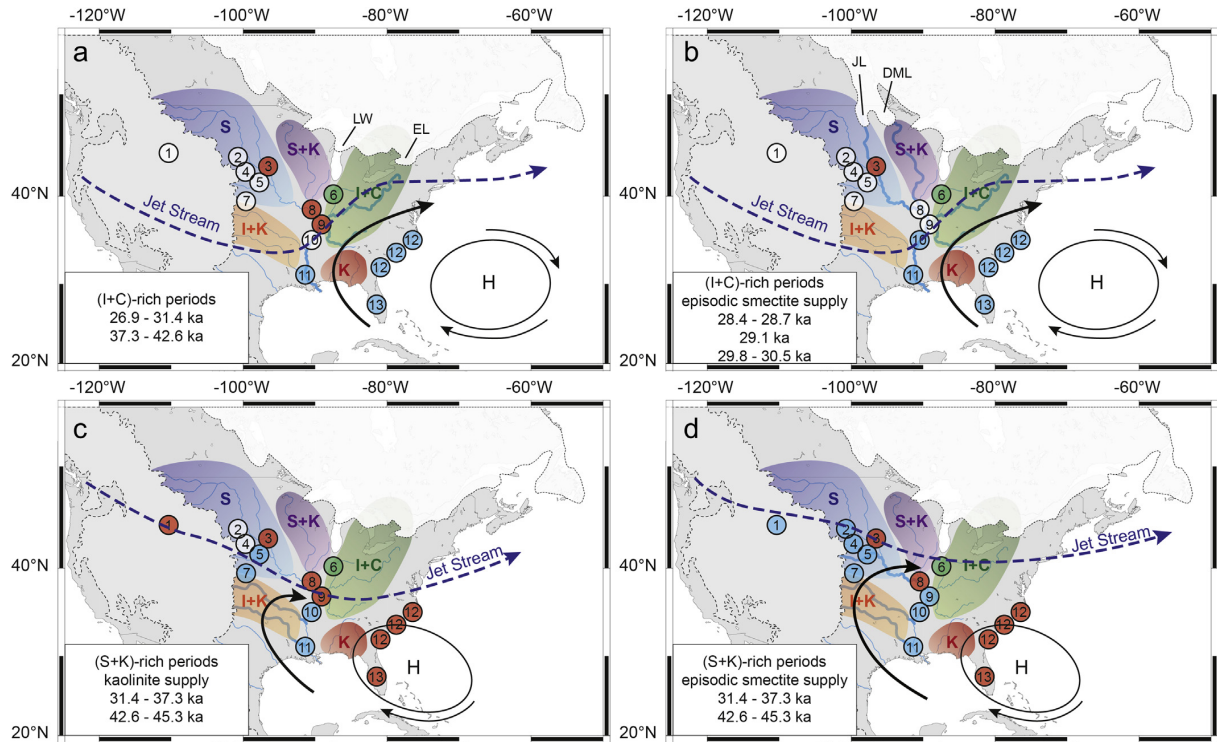 -120°W -100°W -80°W -60°W -120°W -100°W -80°W -60°W
a
LW
EL
S
S+K
I+C
I+K
K
H
1
2
3
4
5
6
7
8
9
10
11
12
12
12
13
Jet Stream
40°N
20°N
(I+C)-rich periods
26.9 - 31.4 ka
37.3 - 42.6 ka
b
JL
DML
S
S+K
I+C
I+K
K
H
1
2
3
4
5
6
7
8
9
10
11
12
12
12
13
Jet Stream
40°N
20°N
(I+C)-rich periods
episodic smectite supply
28.4 - 28.7 ka
29.1 ka
29.8 - 30.5 ka
-120°W -100°W -80°W -60°W -120°W -100°W -80°W -60°W
c
S
S+K
I+C
I+K
K
H
1
2
3
4
5
6
7
8
9
10
11
12
12
12
13
Jet Stream
40°N
20°N
(S+K)-rich periods
kaolinite supply
31.4 - 37.3 ka
42.6 - 45.3 ka
d
S
S+K
I+C
I+K
K
H
1
2
3
4
5
6
7
8
9
10
11
12
12
12
13
Jet Stream
40°N
20°N
(S+K)-rich periods
episodic smectite supply
31.4 - 37.3 ka
42.6 - 45.3 ka